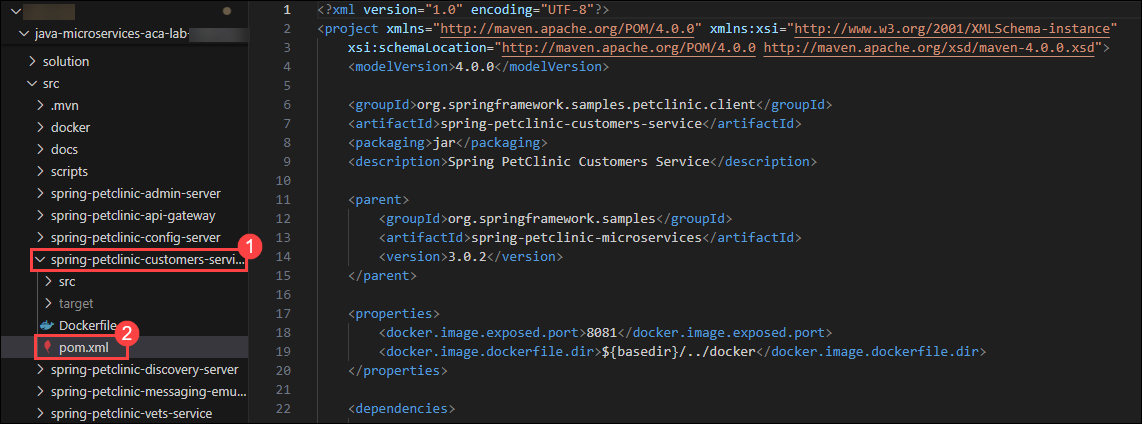 java-microservices-aca-lab-
solution
src
.mvn
docker
docs
scripts
spring-petclinic-admin-server
spring-petclinic-api-gateway
spring-petclinic-config-server
spring-petclinic-customers-servi...
1
src
target
Dockerfile
2
pom.xml
spring-petclinic-discovery-server
spring-petclinic-messaging-emu...
spring-petclinic-vets-service
1 <?xml version="1.0" encoding="UTF-8"?>
2 <project xmlns="http://maven.apache.org/POM/4.0.0" xmlns:xsi="http://www.w3.org/2001/XMLSchema-instance"
3 xsi:schemaLocation="http://maven.apache.org/POM/4.0.0 http://maven.apache.org/xsd/maven-4.0.0.xsd">
4 <modelVersion>4.0.0</modelVersion>
5
6 <groupId>org.springframework.samples.petclinic.client</groupId>
7 <artifactId>spring-petclinic-customers-service</artifactId>
8 <packaging>jar</packaging>
9 <description>Spring PetClinic Customers Service</description>
10
11 <parent>
12 <groupId>org.springframework.samples</groupId>
13 <artifactId>spring-petclinic-microservices</artifactId>
14 <version>3.0.2</version>
15 </parent>
16
17 <properties>
18 <docker.image.exposed.port>8081</docker.image.exposed.port>
19 <docker.image.dockerfile.dir>${basedir}/../docker</docker.image.dockerfile.dir>
20 </properties>
21
22 <dependencies>